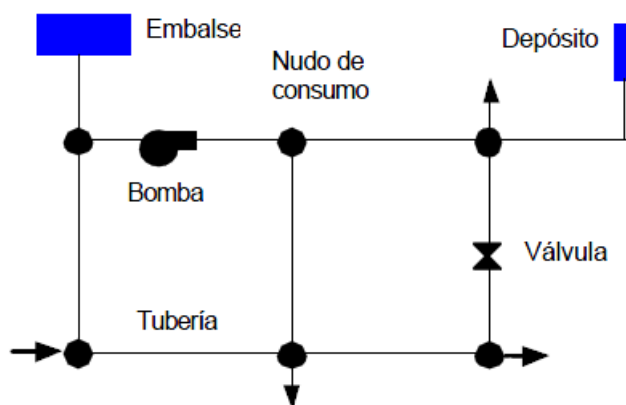 Embalse
Depósito
Nudo de
consumo
Bomba
Válvula
Tubería